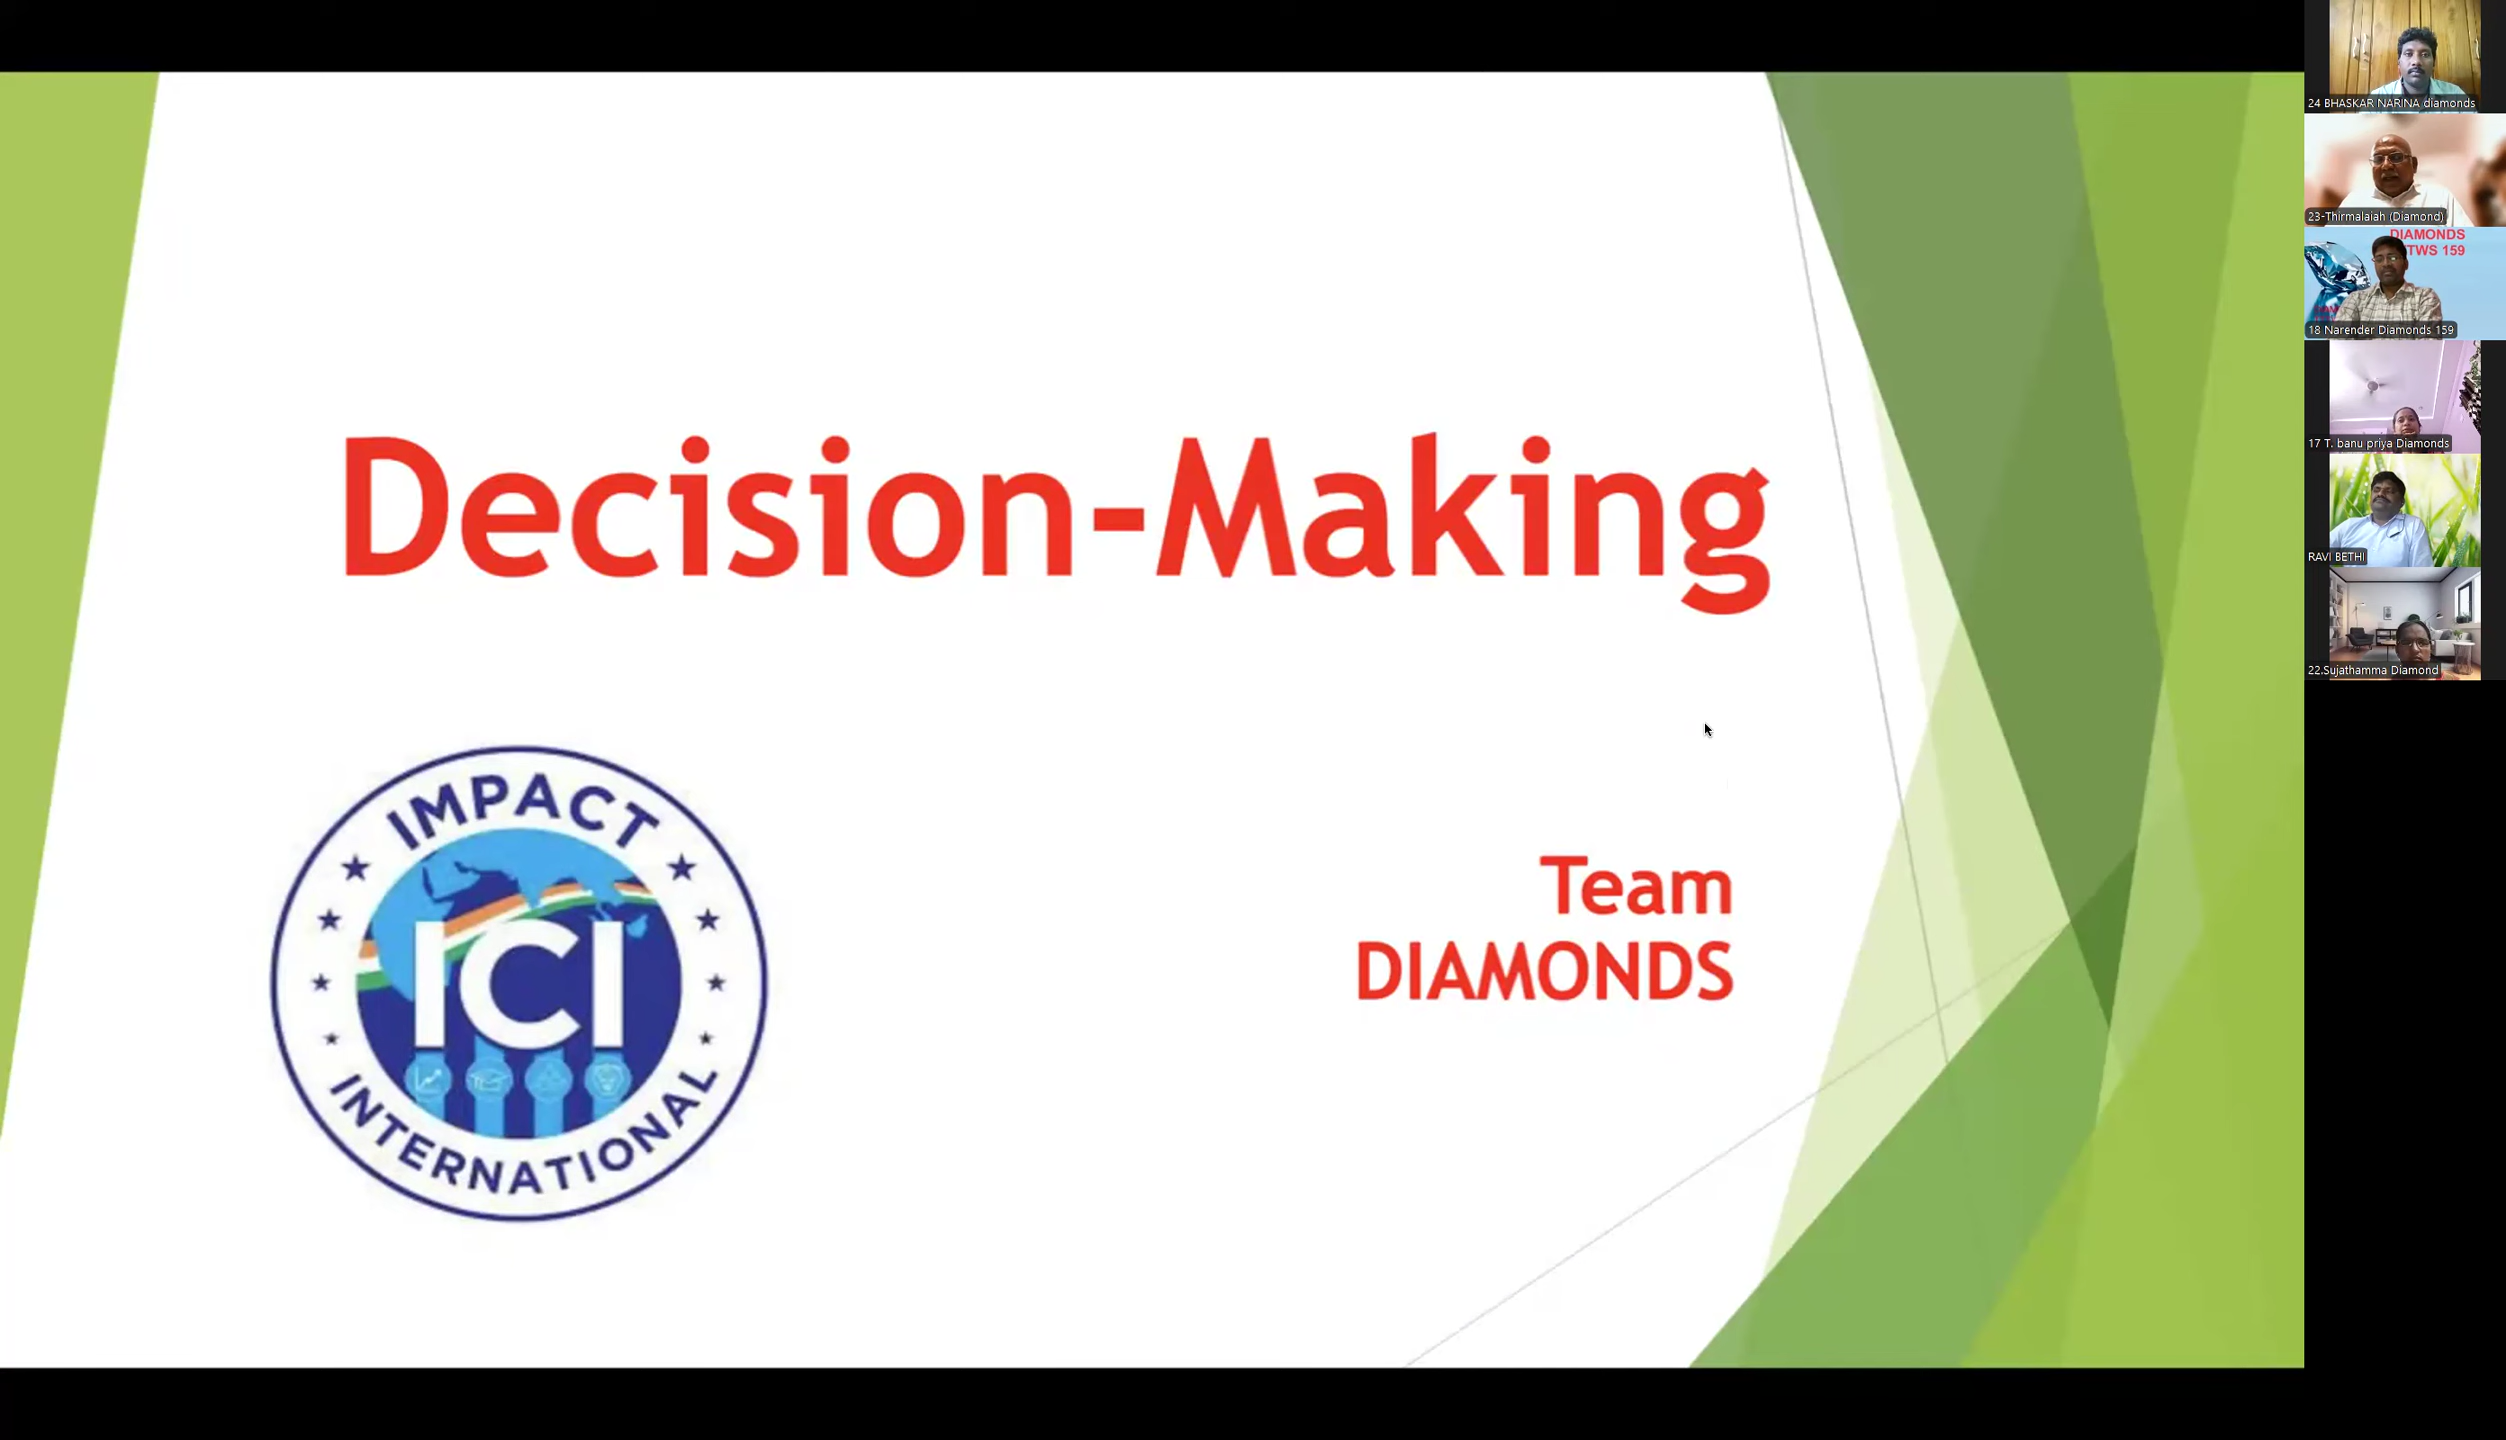 Decision-Making
IMPACT
ICI
INTERNATIONAL
Team
DIAMONDS
24 BHASKAR NARINA diamonds
23-Thirmalaiah (Diamond)
DIAMONDS
TWS 159
18 Narender Diamonds 159
17 T. banu priya Diamonds
RAVI BETHI
22.Sujathamma Diamond